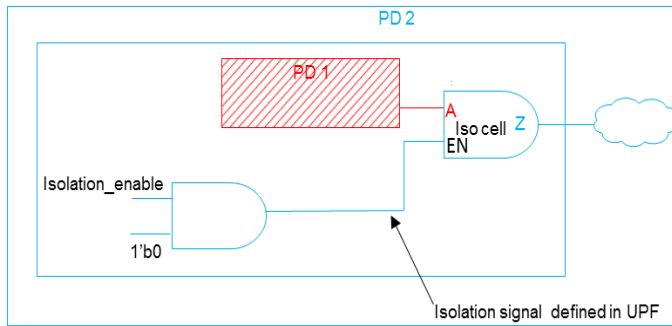 PD 2
PD 1
A
Iso cell
Z
EN
Isolation_enable
1'b0
Isolation signal defined in UPF